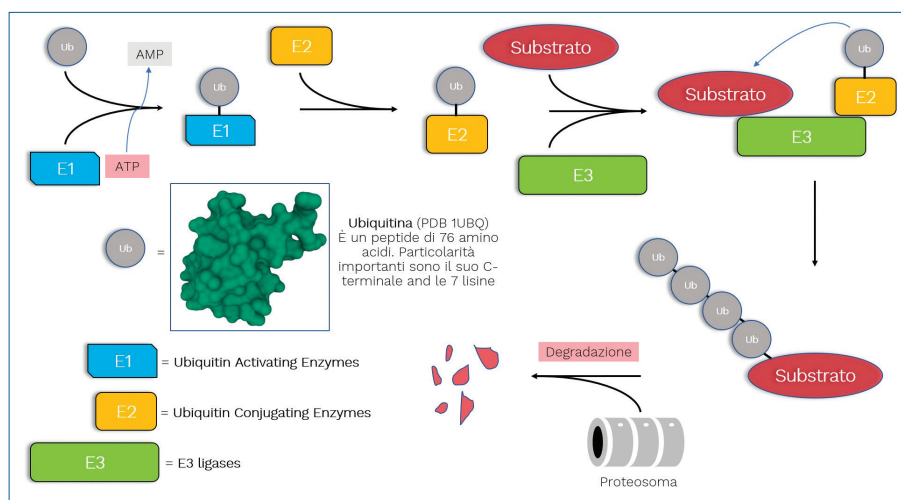 Ub
AMP
E2
Substrato
Ub
Ub
Substrato
E2
Ub
E1
E2
E3
E1
ATP
E3
Ub
=
Ubiquitina (PDB 1UBQ)
È un peptide di 76 amino
acidi. Particolarità
importanti sono il suo C-
terminale and le 7 lisine
Ub
Ub
Ub
Ub
Substrato
E1
= Ubiquitin Activating Enzymes
Degradazione
E2
= Ubiquitin Conjugating Enzymes
E3
= E3 ligases
Proteosoma